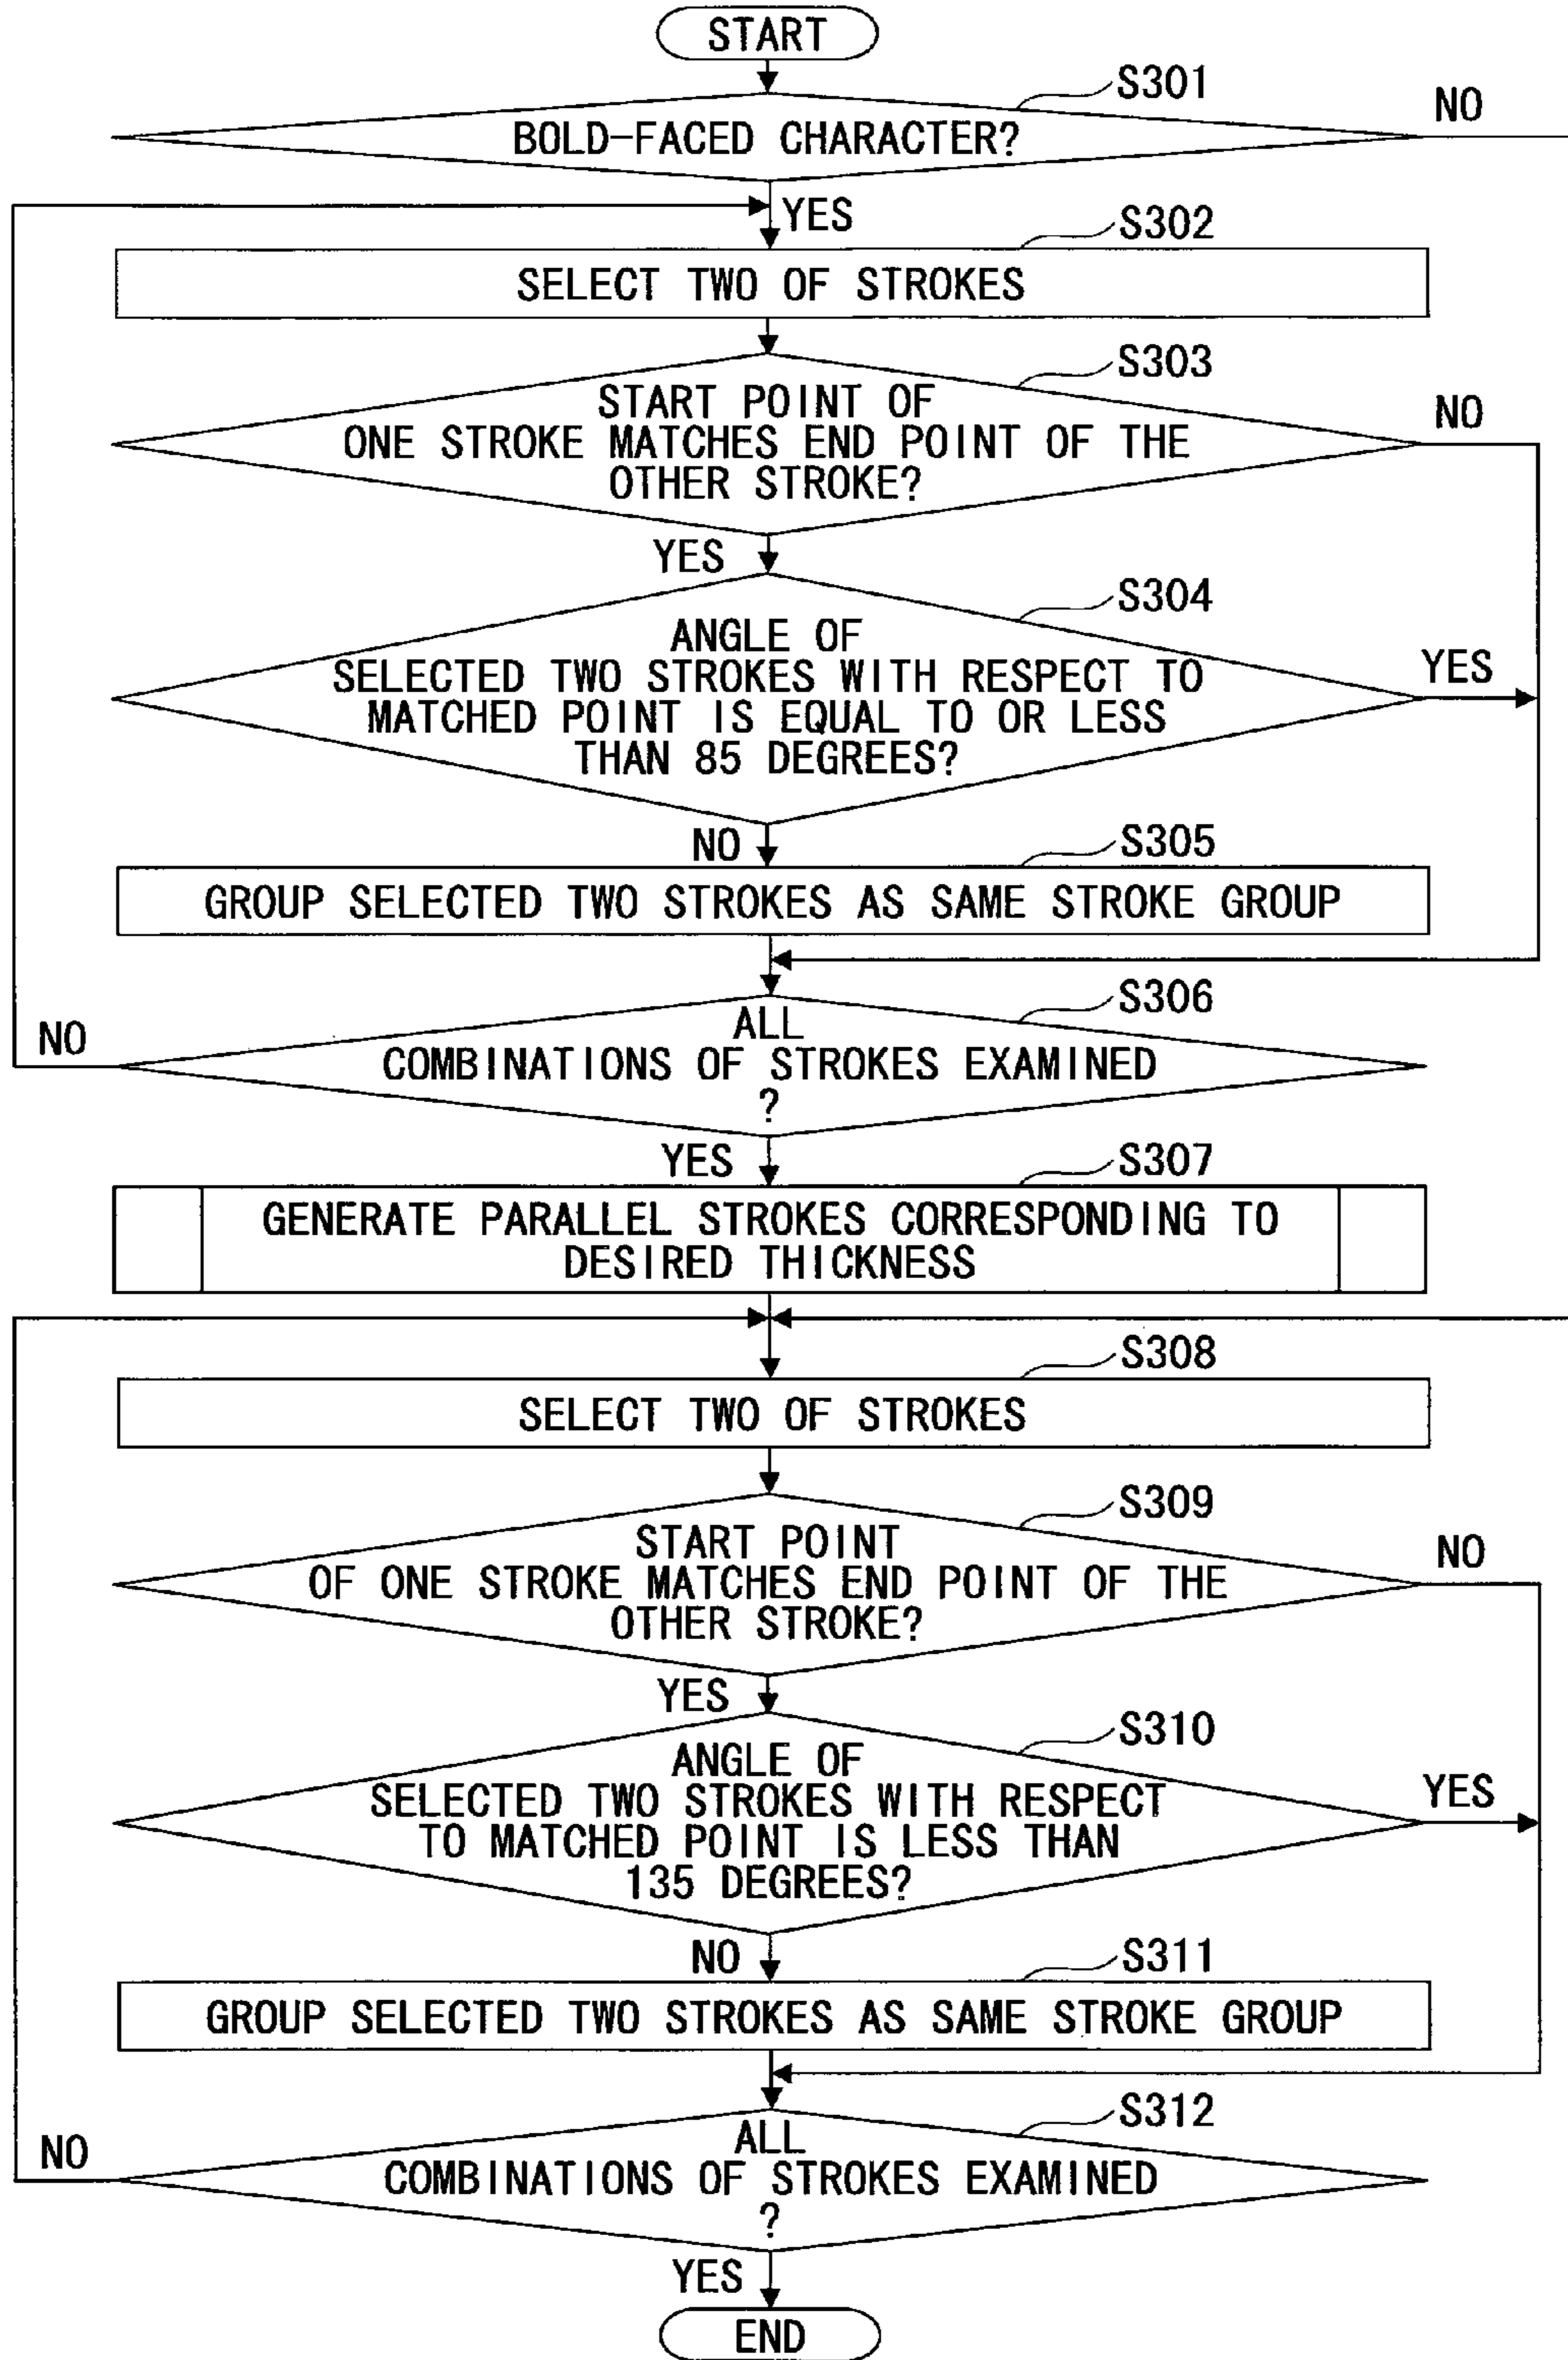 START
S301
NO
BOLD-FACED CHARACTER?
YES
S302
SELECT TWO OF STROKES
S303
START POINT OF
NO
ONE STROKE MATCHES END POINT OF THE
OTHER STROKE?
YES
S304
ANGLE OF
SELECTED TWO STROKES WITH RESPECT TO
YES
MATCHED POINT IS EQUAL TO OR LESS
THAN 85 DEGREES?
NO
S305
GROUP SELECTED TWO STROKES AS SAME STROKE GROUP
S306
NO
ALL
COMBINATIONS OF STROKES EXAMINED
?
YES
S307
GENERATE PARALLEL STROKES CORRESPONDING TO
DESIRED THICKNESS
S308
SELECT TWO OF STROKES
S309
START POINT
NO
OF ONE STROKE MATCHES END POINT OF THE
OTHER STROKE?
YES
S310
ANGLE OF
SELECTED TWO STROKES WITH RESPECT
YES
TO MATCHED POINT IS LESS THAN
135 DEGREES?
NO
S311
GROUP SELECTED TWO STROKES AS SAME STROKE GROUP
S312
NO
ALL
COMBINATIONS OF STROKES EXAMINED
?
YES
END